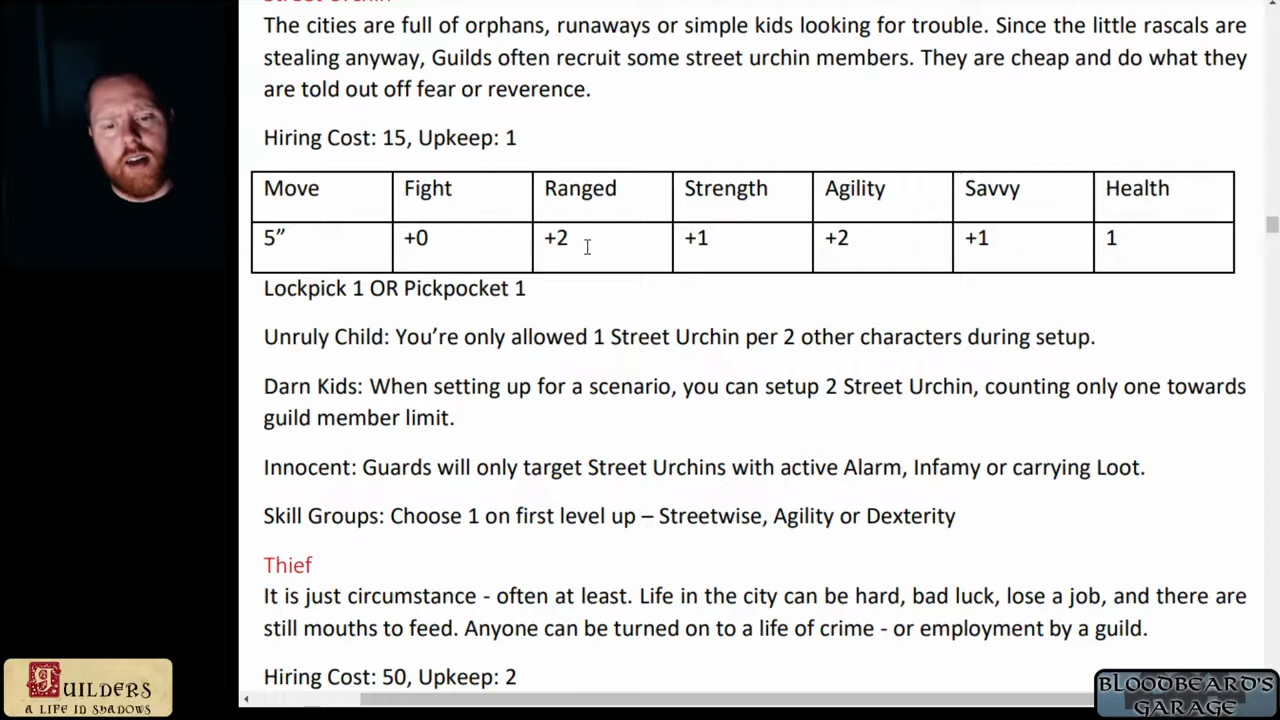 The cities are full of orphans, runaways or simple kids looking for trouble. Since the little rascals are
stealing anyway, Guilds often recruit some street urchin members. They are cheap and do what they
are told out off fear or reverence.
Hiring Cost: 15, Upkeep: 1
Move Fight Ranged Strength Agility Savvy Health
5” +0 +2 +1 +2 +1 1
Lockpick 1 OR Pickpocket 1
Unruly Child: You’re only allowed 1 Street Urchin per 2 other characters during setup.
Darn Kids: When setting up for a scenario, you can setup 2 Street Urchin, counting only one towards
guild member limit.
Innocent: Guards will only target Street Urchins with active Alarm, Infamy or carrying Loot.
Skill Groups: Choose 1 on first level up – Streetwise, Agility or Dexterity
Thief
It is just circumstance - often at least. Life in the city can be hard, bad luck, lose a job, and there are
still mouths to feed. Anyone can be turned on to a life of crime - or employment by a guild.
Hiring Cost: 50, Upkeep: 2
GUILDERS
A LIFE IN SHADOWS
BLOODBEARD'S
GARAGE